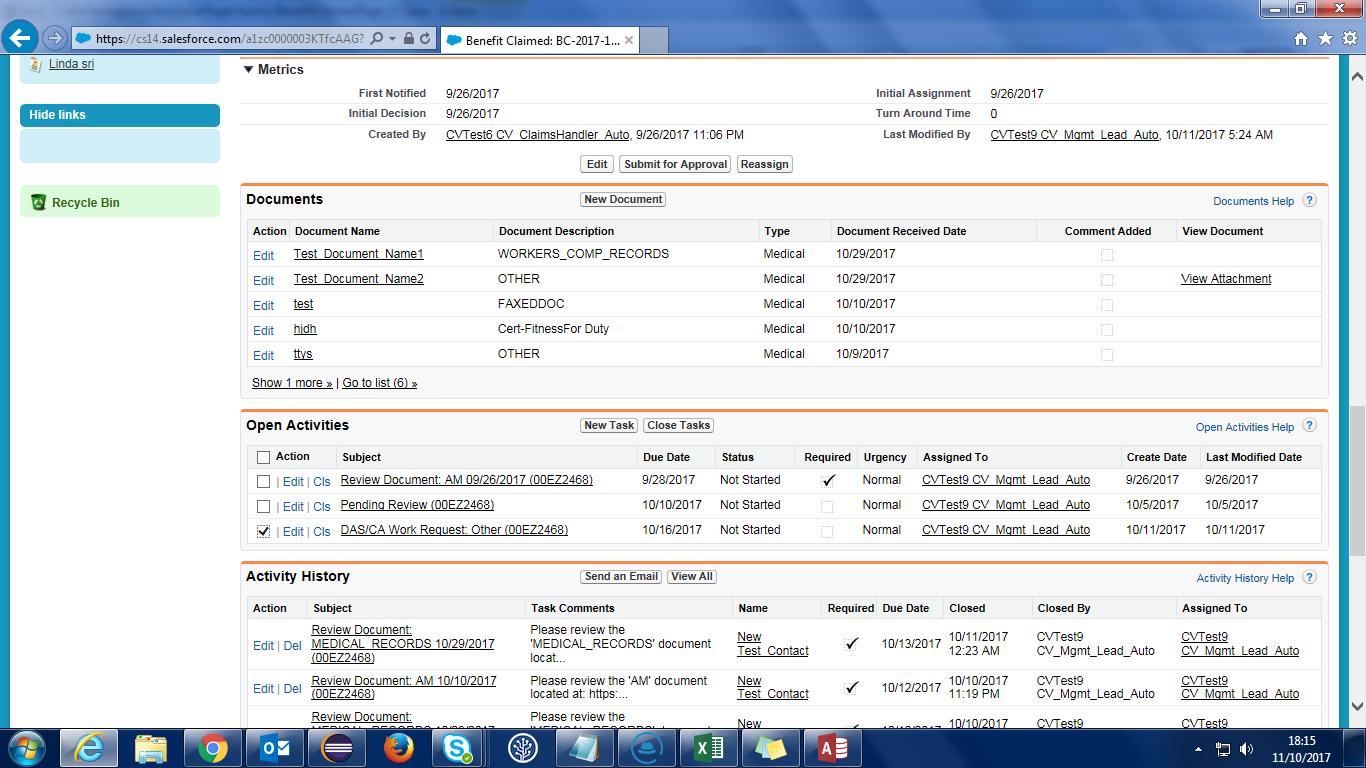 https://cs14.salesforce.com/a1zc0000003KTfcAAG?
Benefit Claimed: BC-2017-1...
Linda sri
Hide links
Recycle Bin
Metrics
First Notified 9/26/2017 Initial Assignment 9/26/2017
Initial Decision 9/26/2017 Turn Around Time 0
Created By CVTest6 CV_ClaimsHandler_Auto, 9/26/2017 11:06 PM Last Modified By CVTest9 CV_Mgmt_Lead_Auto, 10/11/2017 5:24 AM
Edit Submit for Approval Reassign
Documents New Document Documents Help ?
Action Document Name Document Description Type Document Received Date Comment Added View Document
Edit Test_Document_Name1 WORKERS_COMP_RECORDS Medical 10/29/2017
Edit Test_Document_Name2 OTHER Medical 10/29/2017 View Attachment
Edit test FAXEDDOC Medical 10/10/2017
Edit hjdh Cert-FitnessFor Duty Medical 10/10/2017
Edit ttys OTHER Medical 10/9/2017
Show 1 more » | Go to list (6) »
Open Activities New Task Close Tasks Open Activities Help ?
Action Subject Due Date Status Required Urgency Assigned To Create Date Last Modified Date
| Edit | Cls Review Document: AM 09/26/2017 (00EZ2468) 9/28/2017 Not Started Normal CVTest9 CV_Mgmt_Lead_Auto 9/26/2017 9/26/2017
| Edit | Cls Pending Review (00EZ2468) 10/10/2017 Not Started Normal CVTest9 CV_Mgmt_Lead_Auto 10/5/2017 10/5/2017
| Edit | Cls DAS/CA Work Request: Other (00EZ2468) 10/16/2017 Not Started Normal CVTest9 CV_Mgmt_Lead_Auto 10/11/2017 10/11/2017
Activity History Send an Email View All Activity History Help ?
Action Subject Task Comments Name Required Due Date Closed Closed By Assigned To
Review Document: Please review the
MEDICAL_RECORDS 10/29/2017 'MEDICAL_RECORDS' document
(00EZ2468) locat...
Edit | Del New Test_Contact 10/13/2017 10/11/2017 12:23 AM CVTest9 CV_Mgmt_Lead_Auto CVTest9 CV_Mgmt_Lead_Auto
Review Document: AM 10/10/2017 Please review the 'AM' document
(00EZ2468) located at: https:...
Edit | Del New Test_Contact 10/12/2017 10/10/2017 11:19 PM CVTest9 CV_Mgmt_Lead_Auto CVTest9 CV_Mgmt_Lead_Auto
Review Document: Please review the New 10/10/2017 CVTest9 CVTest9
18:15
11/10/2017